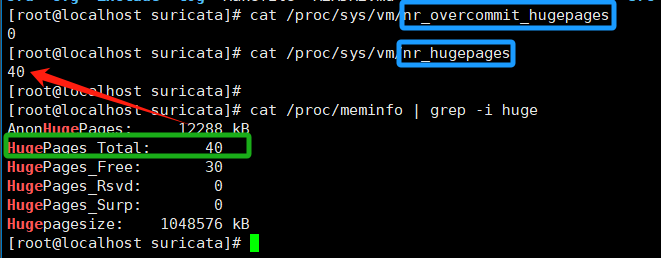 [root@localhost suricata]# cat /proc/sys/vm/nr_overcommit_hugepages
0
[root@localhost suricata]# cat /proc/sys/vm/nr_hugepages
40
[root@localhost suricata]#
[root@localhost suricata]# cat /proc/meminfo | grep -i huge
AnonHugePages:     12288 kB
HugePages_Total:      40
HugePages_Free:       30
HugePages_Rsvd:        0
HugePages_Surp:        0
Hugepagesize:    1048576 kB
[root@localhost suricata]#